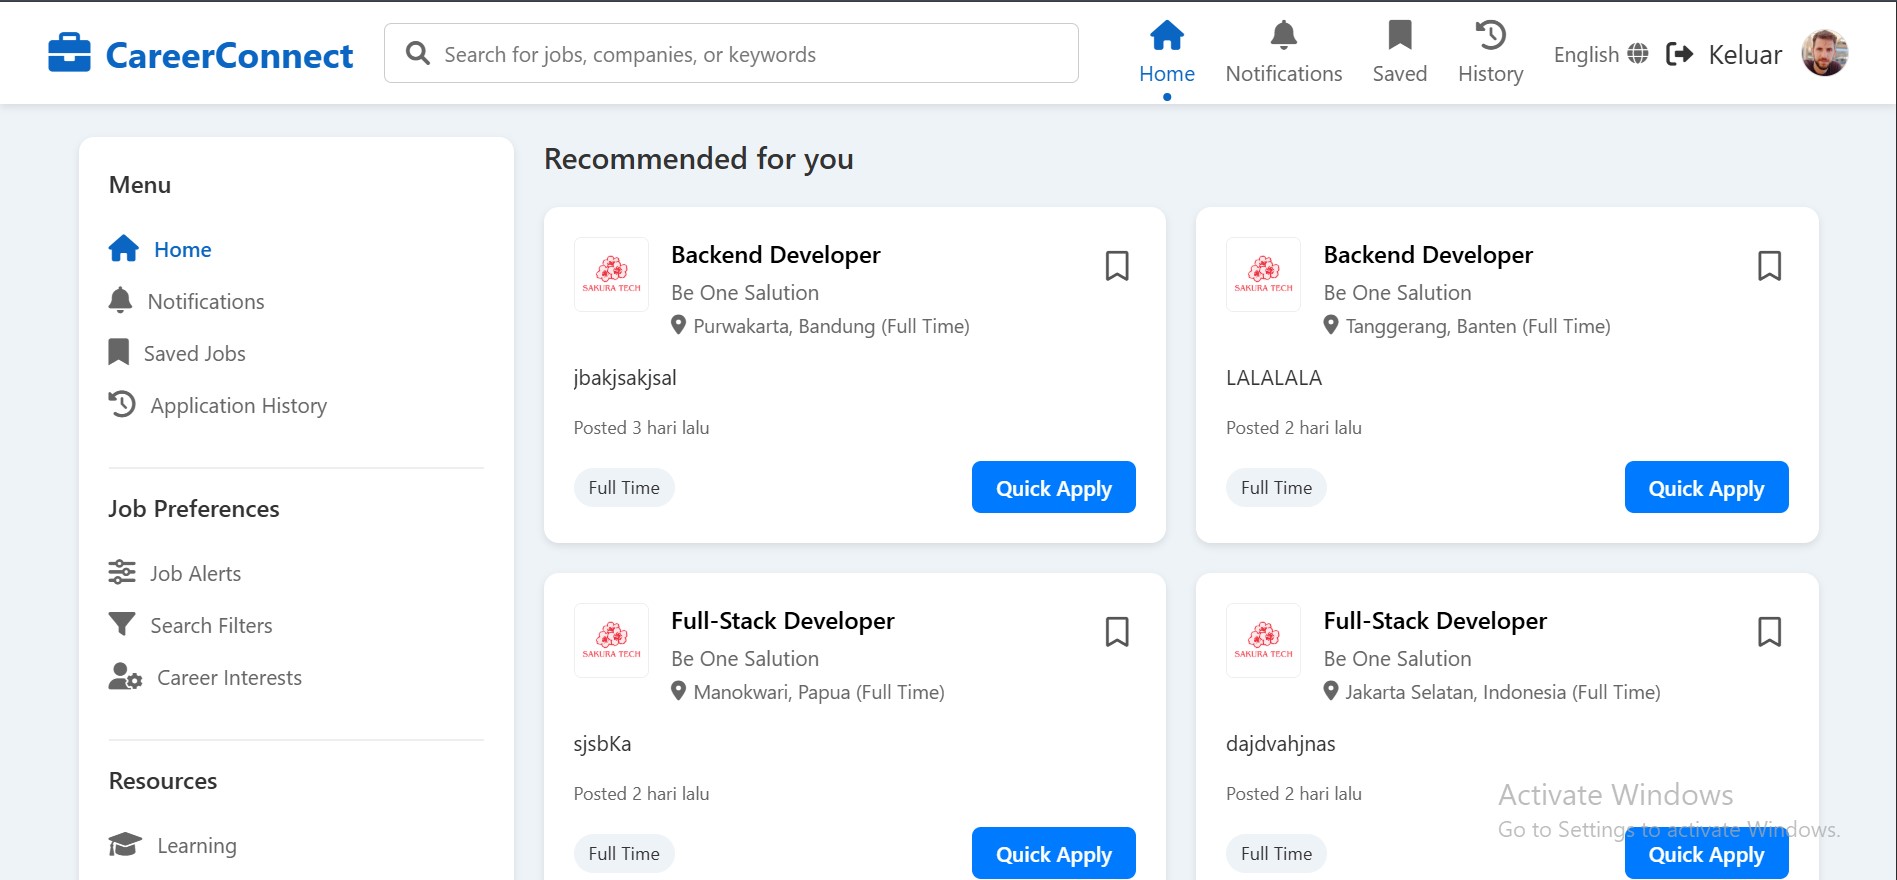 CareerConnect
Search for jobs, companies, or keywords
Home
Notifications
Saved
History
English
Keluar
Menu
Home
Notifications
Saved Jobs
Application History
Job Preferences
Job Alerts
Search Filters
Career Interests
Resources
Learning
Recommended for you
SAKURA TECH
Backend Developer
Be One Salution
Purwakarta, Bandung (Full Time)
jbakjsakjsal
Posted 3 hari lalu
Full Time
Quick Apply
SAKURA TECH
Backend Developer
Be One Salution
Tanggerang, Banten (Full Time)
LALALALA
Posted 2 hari lalu
Full Time
Quick Apply
SAKURA TECH
Full-Stack Developer
Be One Salution
Manokwari, Papua (Full Time)
sjsbKa
Posted 2 hari lalu
Full Time
Quick Apply
SAKURA TECH
Full-Stack Developer
Be One Salution
Jakarta Selatan, Indonesia (Full Time)
dajdvahjnas
Posted 2 hari lalu
Full Time
Quick Apply
Activate Windows
Go to Settings to activate Windows.